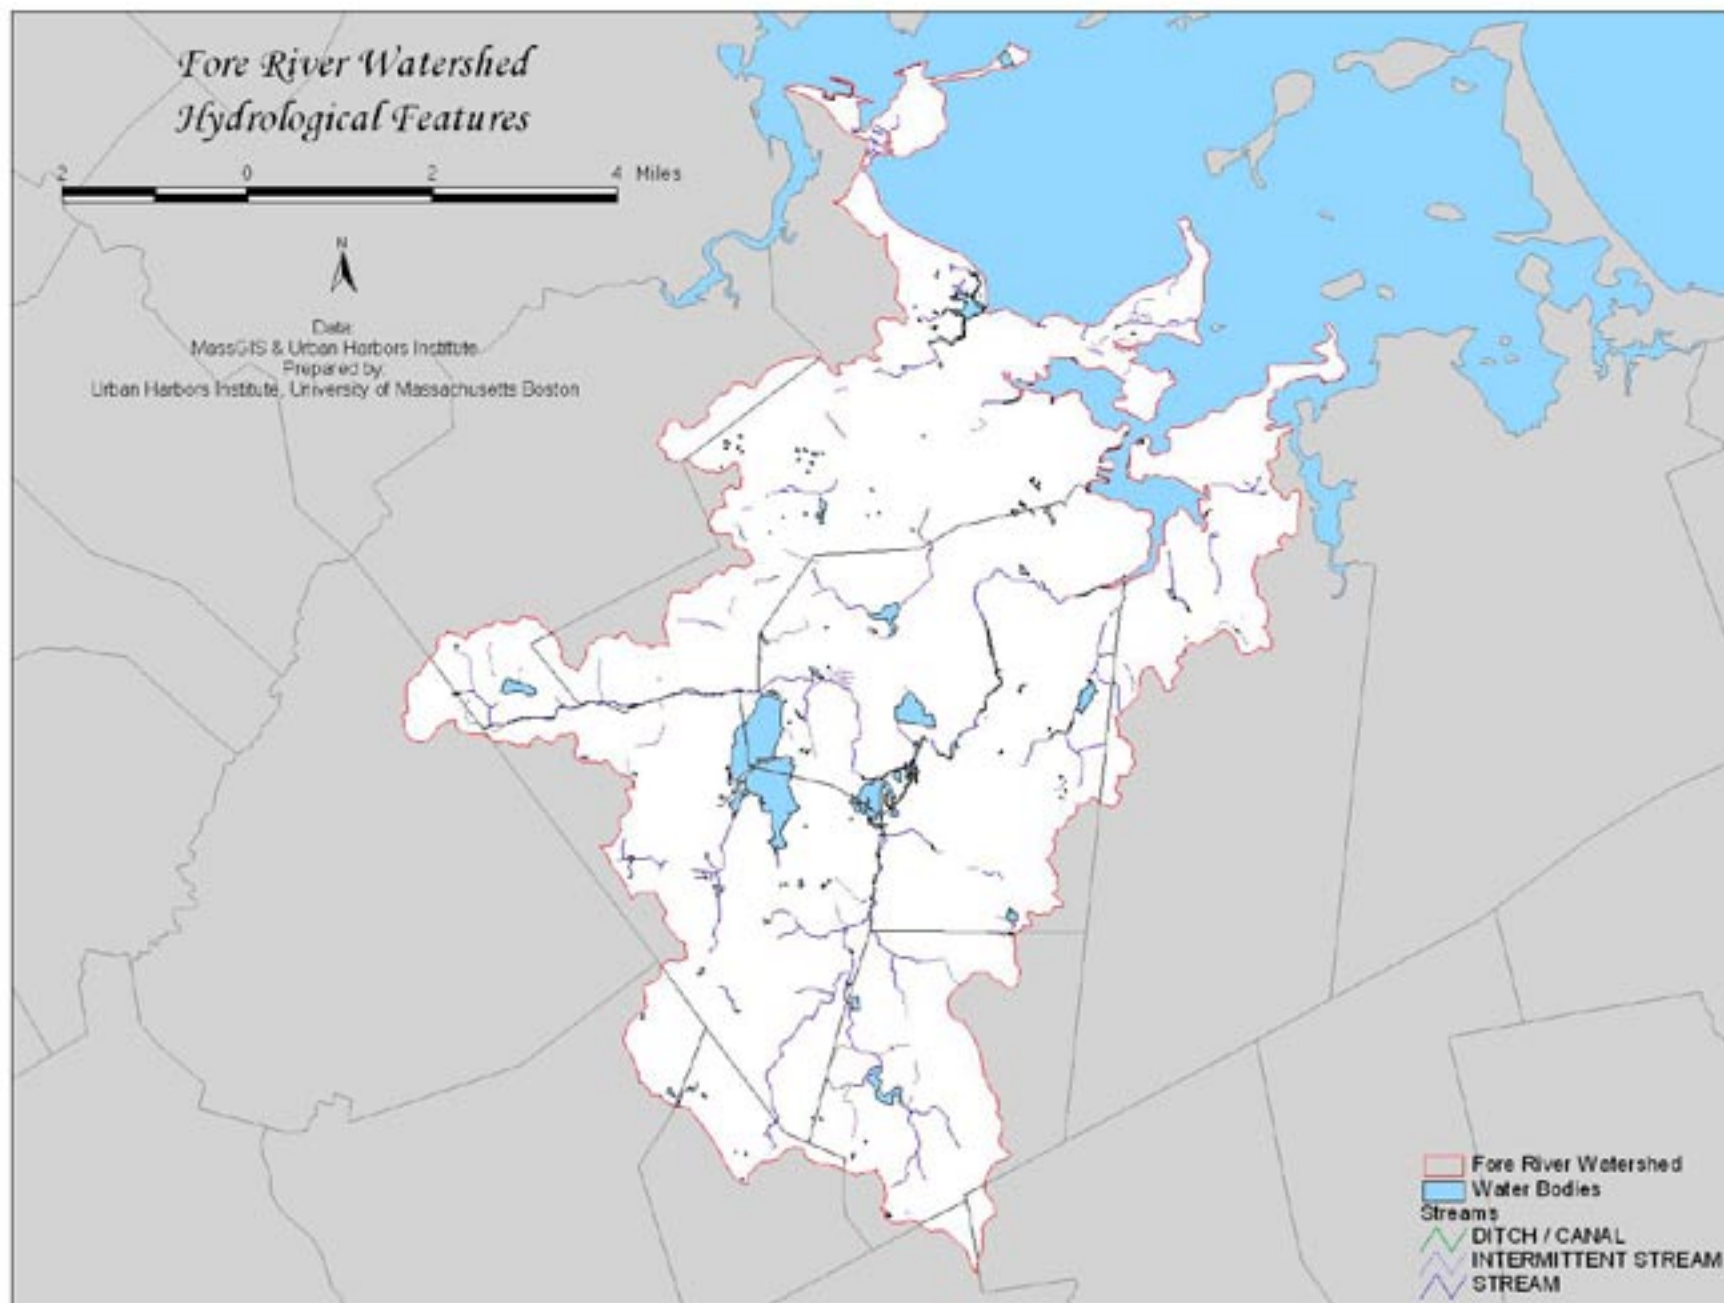 Fore River Watershed
Hydrological Features
2 0 2 4 Miles
N
Data:
MassGIS & Urban Harbors Institute
Prepared by:
Urban Harbors Institute, University of Massachusetts Boston
Fore River Watershed
Water Bodies
Streams
DITCH / CANAL
INTERMITTENT STREAM
STREAM